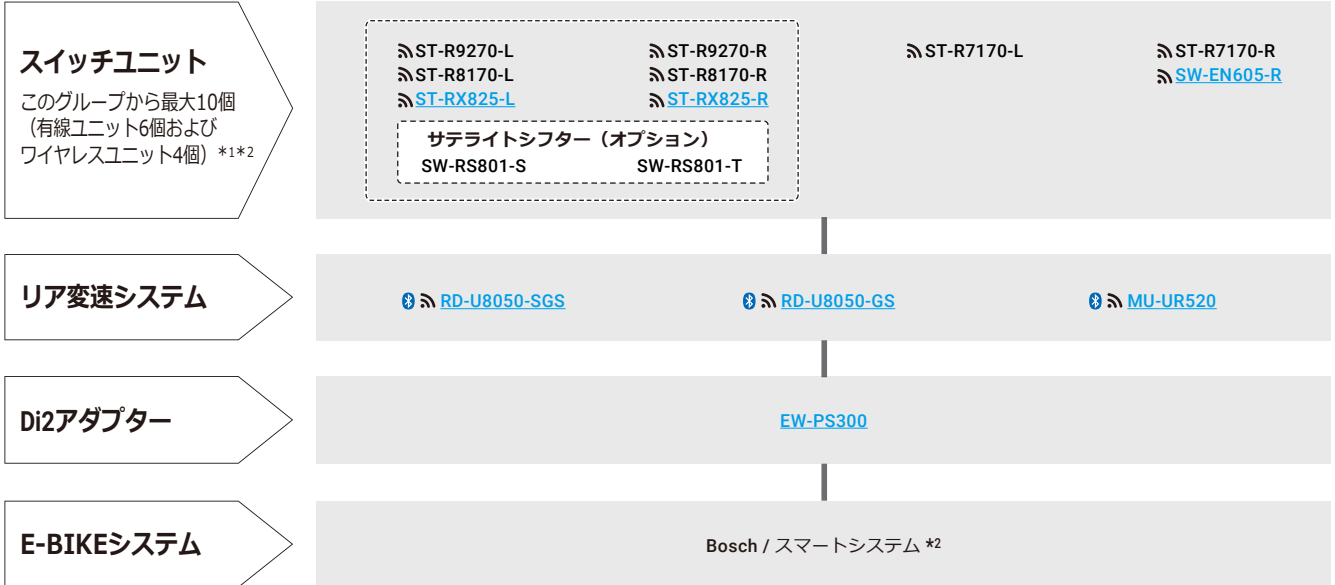 スイッチユニット
このグループから最大10個
（有線ユニット6個および
ワイヤレスユニット4個）*1*2
ST-R9270-L ST-R9270-R ST-R7170-L ST-R7170-R
ST-R8170-L ST-R8170-R SW-EN605-R
ST-RX825-L ST-RX825-R
サテライトシフター（オプション）
SW-RS801-S SW-RS801-T
リア変速システム
RD-U8050-SGS RD-U8050-GS MU-UR520
Di2アダプター
EW-PS300
E-BIKEシステム
Bosch / スマートシステム *2